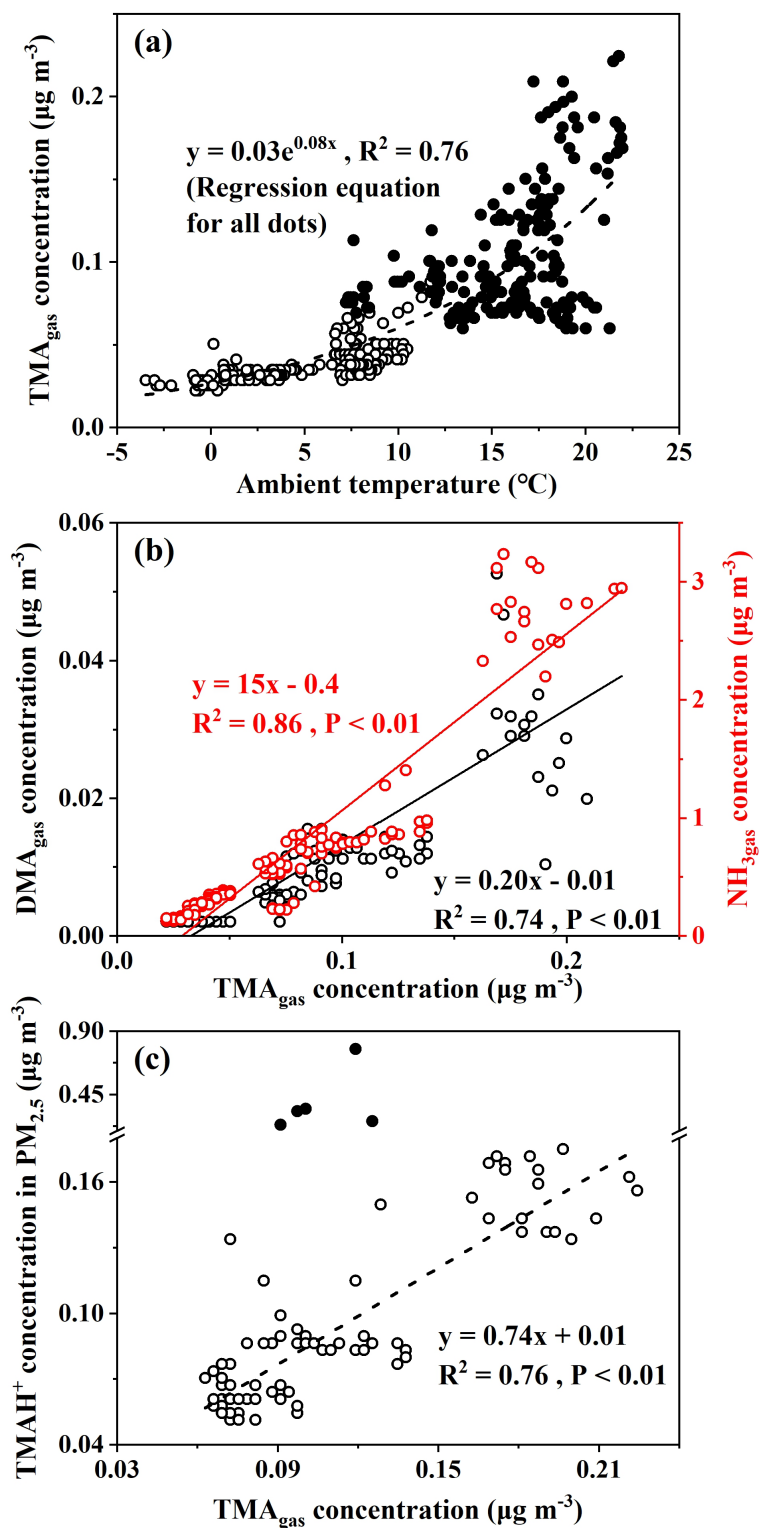 (a)
TMAgas concentration (μg m-3)
0.2
0.1
0.0
y = 0.03e0.08x , R2 = 0.76
(Regression equation
for all dots)
-5 0 5 10 15 20 25
Ambient temperature (°C)
(b)
DMAgas concentration (μg m-3)
0.06
0.04
0.02
0.00
NH3gas concentration (μg m-3)
3
2
1
0
y = 15x - 0.4
R2 = 0.86 , P < 0.01
y = 0.20x - 0.01
R2 = 0.74 , P < 0.01
0.0 0.1 0.2
TMAgas concentration (μg m-3)
(c)
TMAH+ concentration in PM2.5 (μg m-3)
0.90
0.45
0.16
0.10
0.04
y = 0.74x + 0.01
R2 = 0.76 , P < 0.01
0.03 0.09 0.15 0.21
TMAgas concentration (μg m-3)